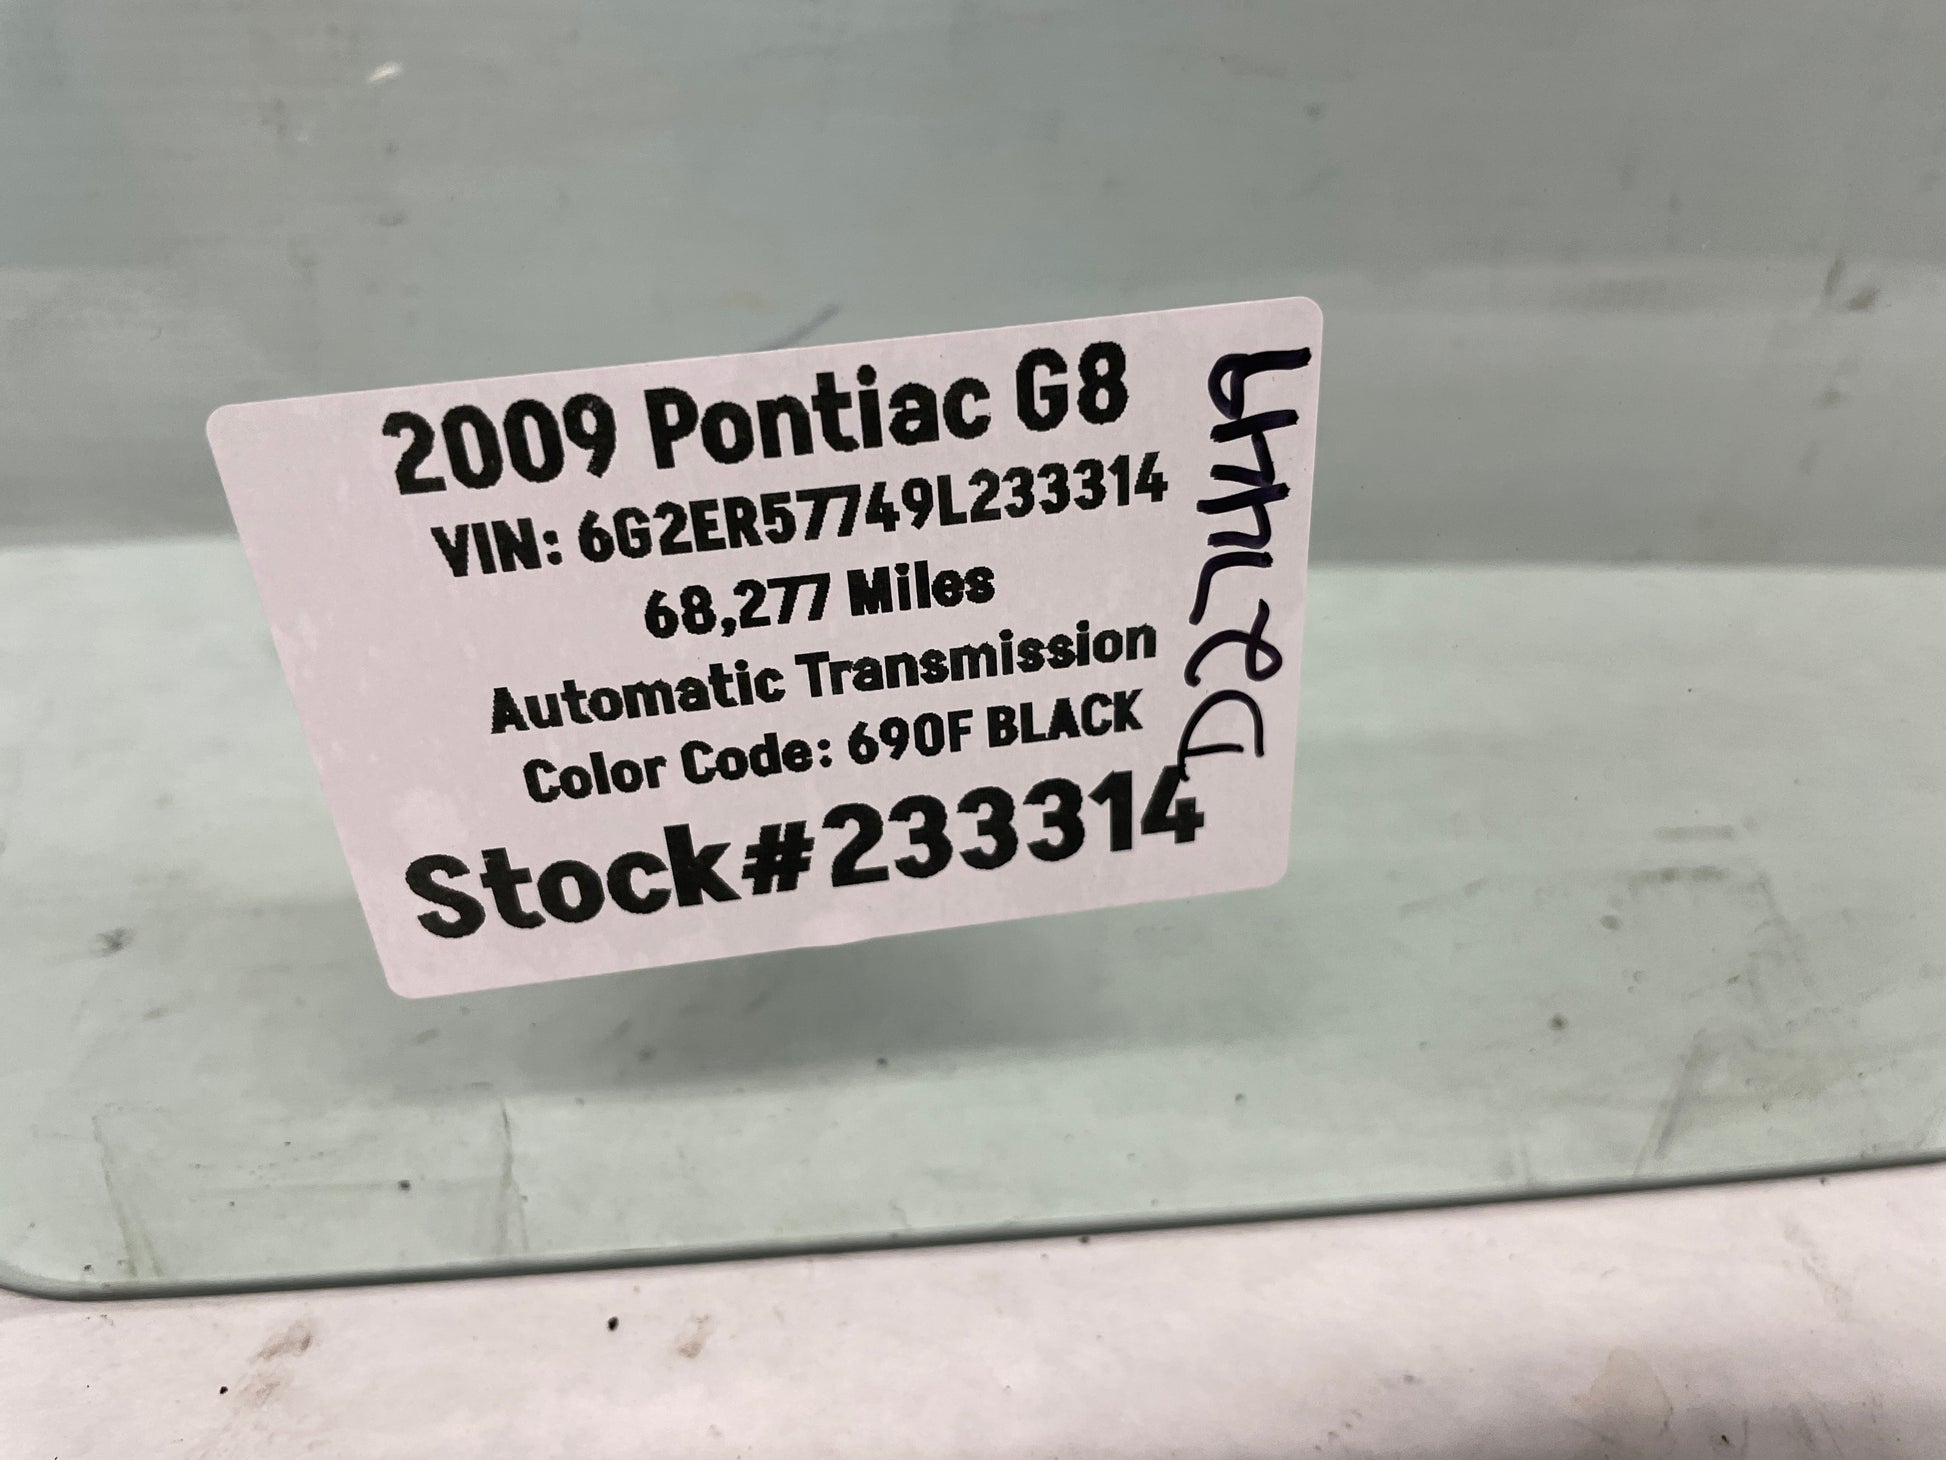 2009 Pontiac G8
VIN: 6G2ER57749L233314
68,277 Miles
Automatic Transmission
Color Code: 690F BLACK
Stock#233314